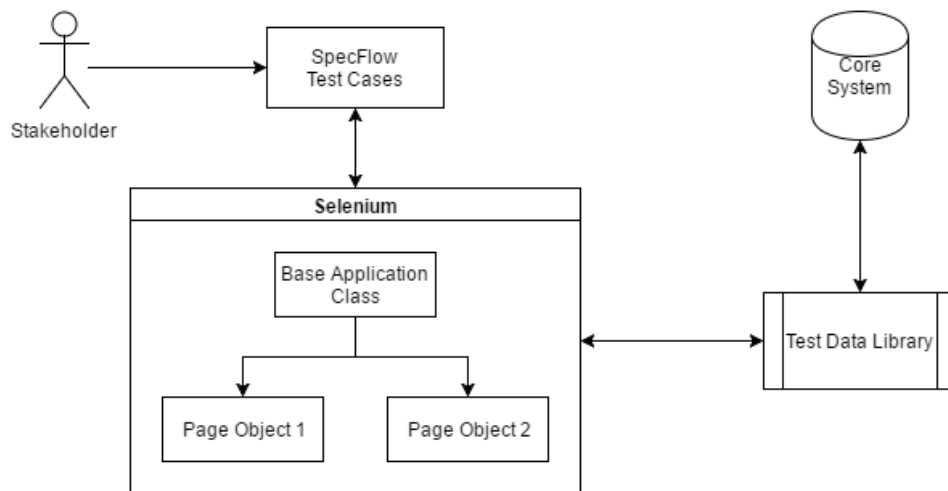 SpecFlow
Test Cases
Core
System
Stakeholder
Selenium
Base Application
Class
Test Data Library
Page Object 1
Page Object 2